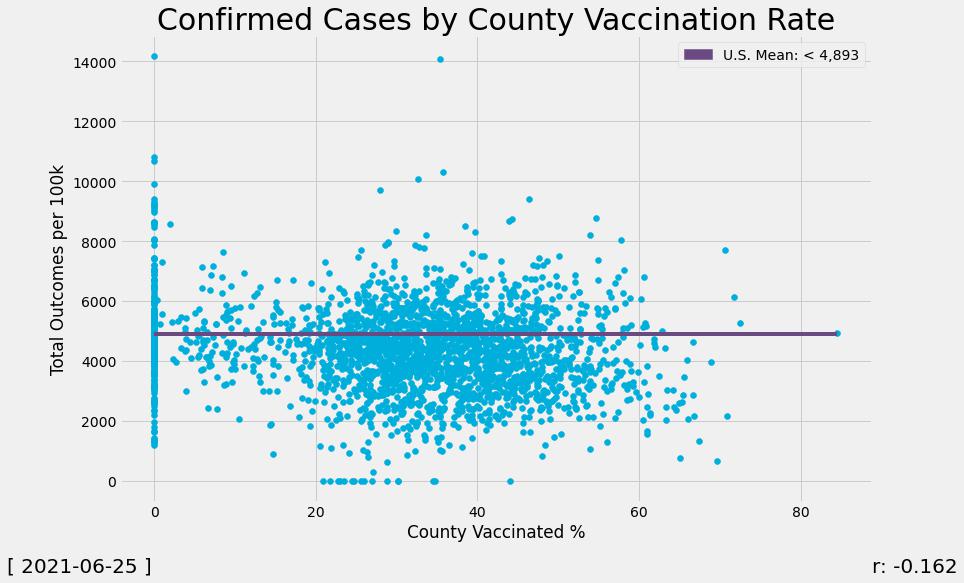 Confirmed Cases by County Vaccination Rate
U.S. Mean: < 4,893
14000
12000
10000
8000
6000
4000
2000
0
Total Outcomes per 100k
0 20 40 60 80
County Vaccinated %
[ 2021-06-25 ] r: -0.162